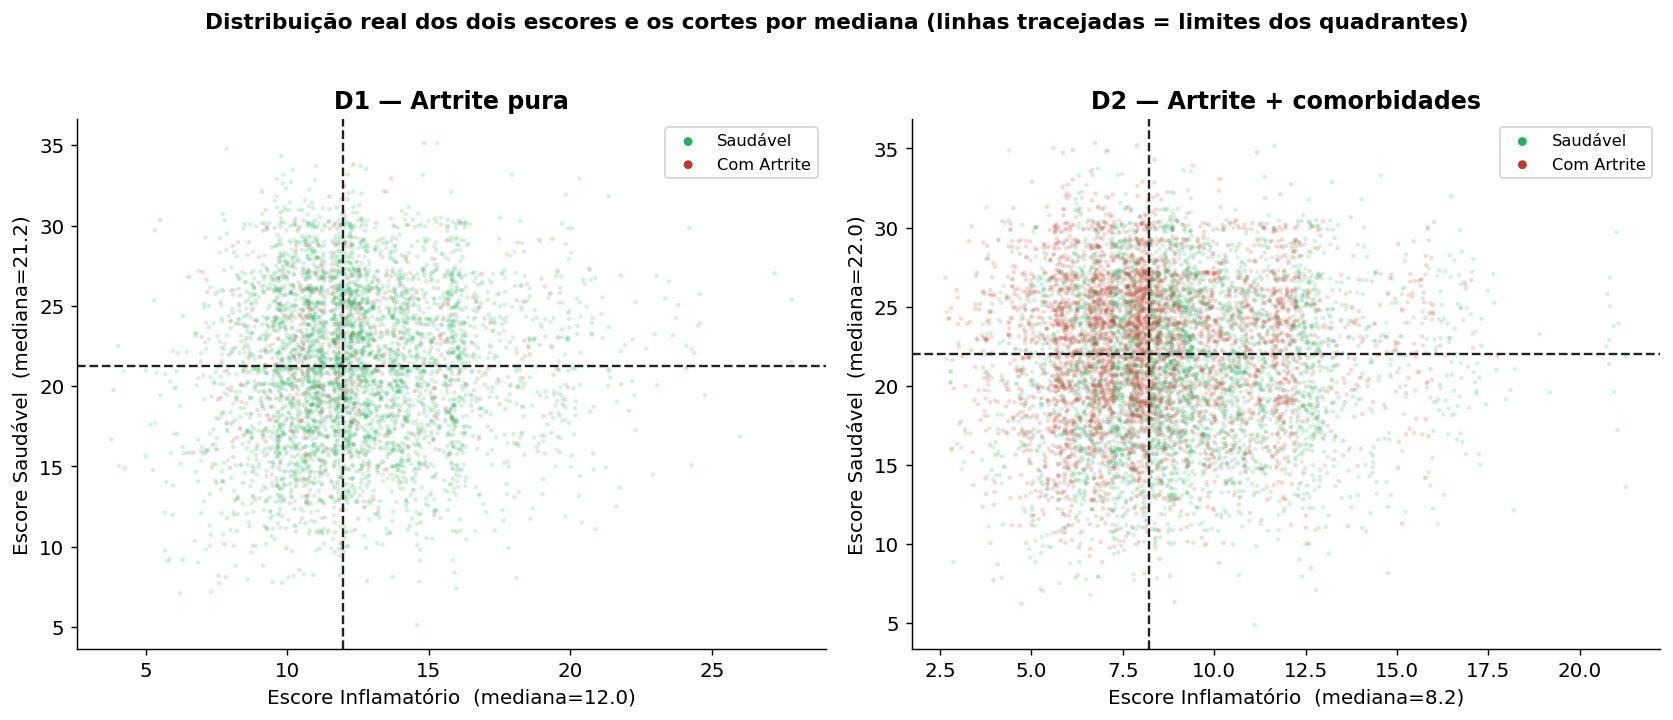 Distribuição real dos dois escores e os cortes por mediana (linhas tracejadas = limites dos quadrantes)
D1 — Artrite pura
Saudável
Com Artrite
35
30
25
20
15
10
5
Escore Saudável (mediana=21.2)
5
10
15
20
25
Escore Inflamatório (mediana=12.0)
D2 — Artrite + comorbidades
Saudável
Com Artrite
35
30
25
20
15
10
5
Escore Saudável (mediana=22.0)
2.5
5.0
7.5
10.0
12.5
15.0
17.5
20.0
Escore Inflamatório (mediana=8.2)